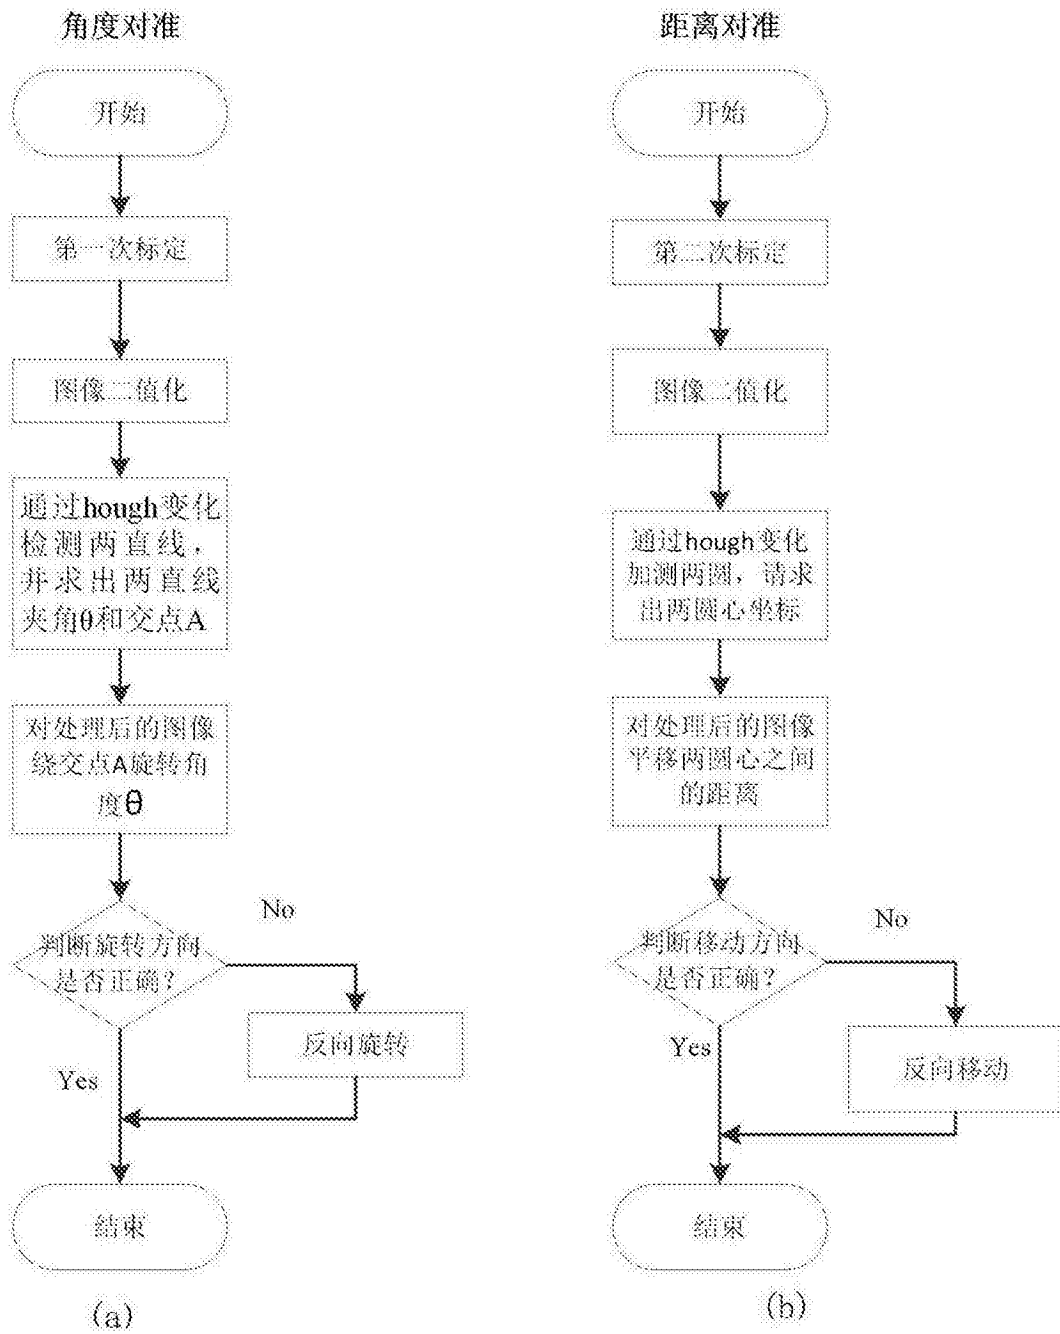 角度对准
开始
第一次标定
图像二值化
通过hough变化
检测两直线，
并求出两直线
夹角θ和交点A
对处理后的图像
绕交点A旋转角
度θ
判断旋转方向
是否正确？
No
反向旋转
Yes
结束
(a)
距离对准
开始
第二次标定
图像二值化
通过hough变化
加测两圆，请求
出两圆心坐标
对处理后的图像
平移两圆心之间
的距离
判断移动方向
是否正确？
No
反向移动
Yes
结束
(b)